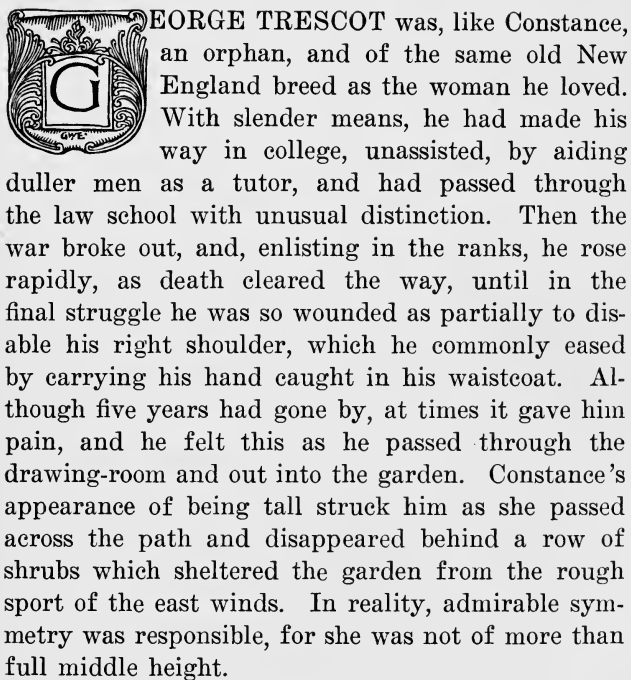 GEORGE TRESCOT was, like Constance,
an orphan, and of the same old New
England breed as the woman he loved.
With slender means, he had made his
way in college, unassisted, by aiding
duller men as a tutor, and had passed through
the law school with unusual distinction. Then the
war broke out, and, enlisting in the ranks, he rose
rapidly, as death cleared the way, until in the
final struggle he was so wounded as partially to dis-
able his right shoulder, which he commonly eased
by carrying his hand caught in his waistcoat. Al-
though five years had gone by, at times it gave him
pain, and he felt this as he passed through the
drawing-room and out into the garden. Constance's
appearance of being tall struck him as she passed
across the path and disappeared behind a row of
shrubs which sheltered the garden from the rough
sport of the east winds. In reality, admirable sym-
metry was responsible, for she was not of more than
full middle height.